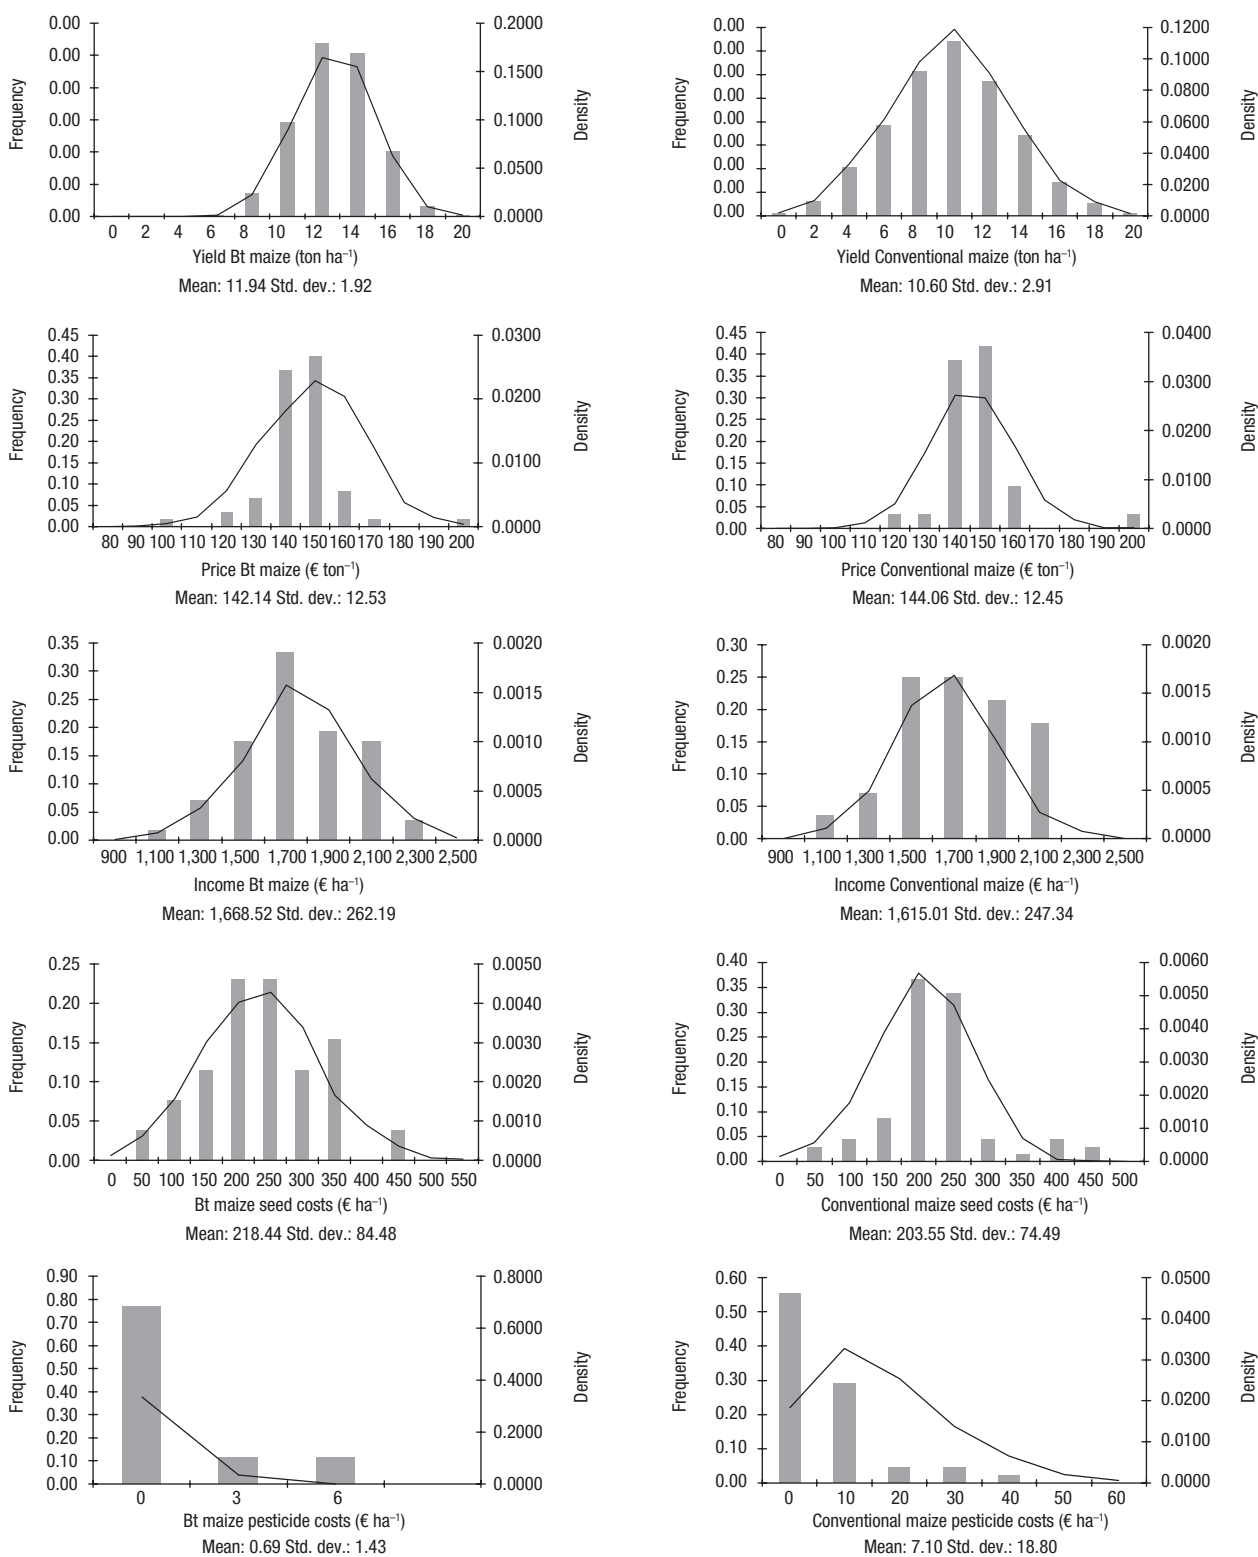 Frequency
0.00
0.00
0.00
0.00
0.00
0.00
0.00
0.2000
0.1500
0.1000
0.0500
0.0000
Density
0 2 4 6 8 10 12 14 16 18 20
Yield Bt maize (ton ha⁻¹)
Mean: 11.94 Std. dev.: 1.92
Frequency
0.00
0.00
0.00
0.00
0.00
0.00
0.00
0.00
0.00
0.1200
0.1000
0.0800
0.0600
0.0400
0.0200
0.0000
Density
0 2 4 6 8 10 12 14 16 18 20
Yield Conventional maize (ton ha⁻¹)
Mean: 10.60 Std. dev.: 2.91
Frequency
0.45
0.40
0.35
0.30
0.25
0.20
0.15
0.10
0.05
0.00
0.0300
0.0200
0.0100
0.0000
Density
80 90 100 110 120 130 140 150 160 170 180 190 200
Price Bt maize (€ ton⁻¹)
Mean: 142.14 Std. dev.: 12.53
Frequency
0.45
0.40
0.35
0.30
0.25
0.20
0.15
0.10
0.05
0.00
0.0400
0.0300
0.0200
0.0100
0.0000
Density
80 90 100 110 120 130 140 150 160 170 180 190 200
Price Conventional maize (€ ton⁻¹)
Mean: 144.06 Std. dev.: 12.45
Frequency
0.35
0.30
0.25
0.20
0.15
0.10
0.05
0.00
0.0020
0.0015
0.0010
0.0005
0.0000
Density
900 1,100 1,300 1,500 1,700 1,900 2,100 2,300 2,500
Income Bt maize (€ ha⁻¹)
Mean: 1,668.52 Std. dev.: 262.19
Frequency
0.30
0.25
0.20
0.15
0.10
0.05
0.00
0.0020
0.0015
0.0010
0.0005
0.0000
Density
900 1,100 1,300 1,500 1,700 1,900 2,100 2,300 2,500
Income Conventional maize (€ ha⁻¹)
Mean: 1,615.01 Std. dev.: 247.34
Frequency
0.25
0.20
0.15
0.10
0.05
0.00
0.0050
0.0040
0.0030
0.0020
0.0010
0.0000
Density
0 50 100 150 200 250 300 350 400 450 500 550
Bt maize seed costs (€ ha⁻¹)
Mean: 218.44 Std. dev.: 84.48
Frequency
0.40
0.35
0.30
0.25
0.20
0.15
0.10
0.05
0.00
0.0060
0.0050
0.0040
0.0030
0.0020
0.0010
0.0000
Density
0 50 100 150 200 250 300 350 400 450 500
Conventional maize seed costs (€ ha⁻¹)
Mean: 203.55 Std. dev.: 74.49
Frequency
0.90
0.80
0.70
0.60
0.50
0.40
0.30
0.20
0.10
0.00
0.8000
0.6000
0.4000
0.2000
0.0000
Density
0 3 6
Bt maize pesticide costs (€ ha⁻¹)
Mean: 0.69 Std. dev.: 1.43
Frequency
0.60
0.50
0.40
0.30
0.20
0.10
0.00
0.0500
0.0400
0.0300
0.0200
0.0100
0.0000
Density
0 10 20 30 40 50 60
Conventional maize pesticide costs (€ ha⁻¹)
Mean: 7.10 Std. dev.: 18.80